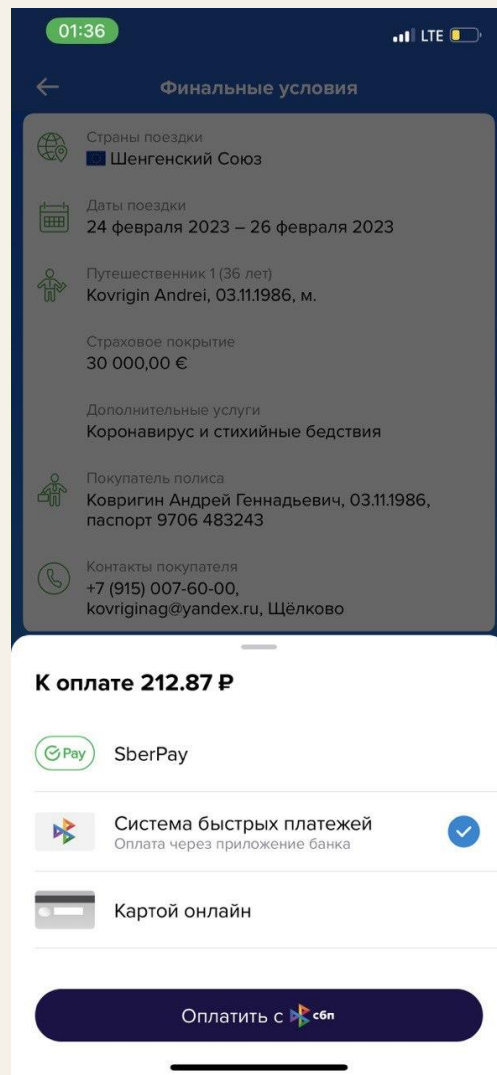 01:36
LTE
Финальные условия
Страны поездки
Шенгенский Союз
Даты поездки
24 февраля 2023 – 26 февраля 2023
Путешественник 1 (36 лет)
Kovrigin Andrei, 03.11.1986, м.
Страховое покрытие
30 000,00 €
Дополнительные услуги
Коронавирус и стихийные бедствия
Покупатель полиса
Ковригин Андрей Геннадьевич, 03.11.1986,
паспорт 9706 483243
Контакты покупателя
+7 (915) 007-60-00,
kovriginag@yandex.ru, Щёлково
К оплате 212.87 ₽
Pay SberPay
Система быстрых платежей
Оплата через приложение банка
Картой онлайн
Оплатить с сбп